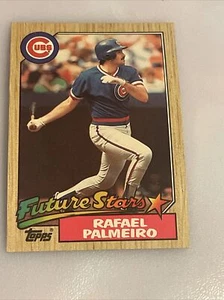 CUBS
Future Stars
topps
RAFAEL
PALMEIRO